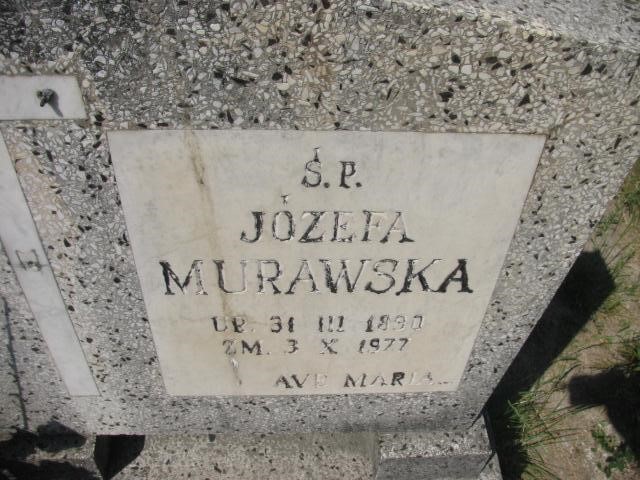 Ś. P.
JÓZEFA
MURAWSKA
UR. 31 III 1890
ZM. 3 X 1977
AVE MARIA